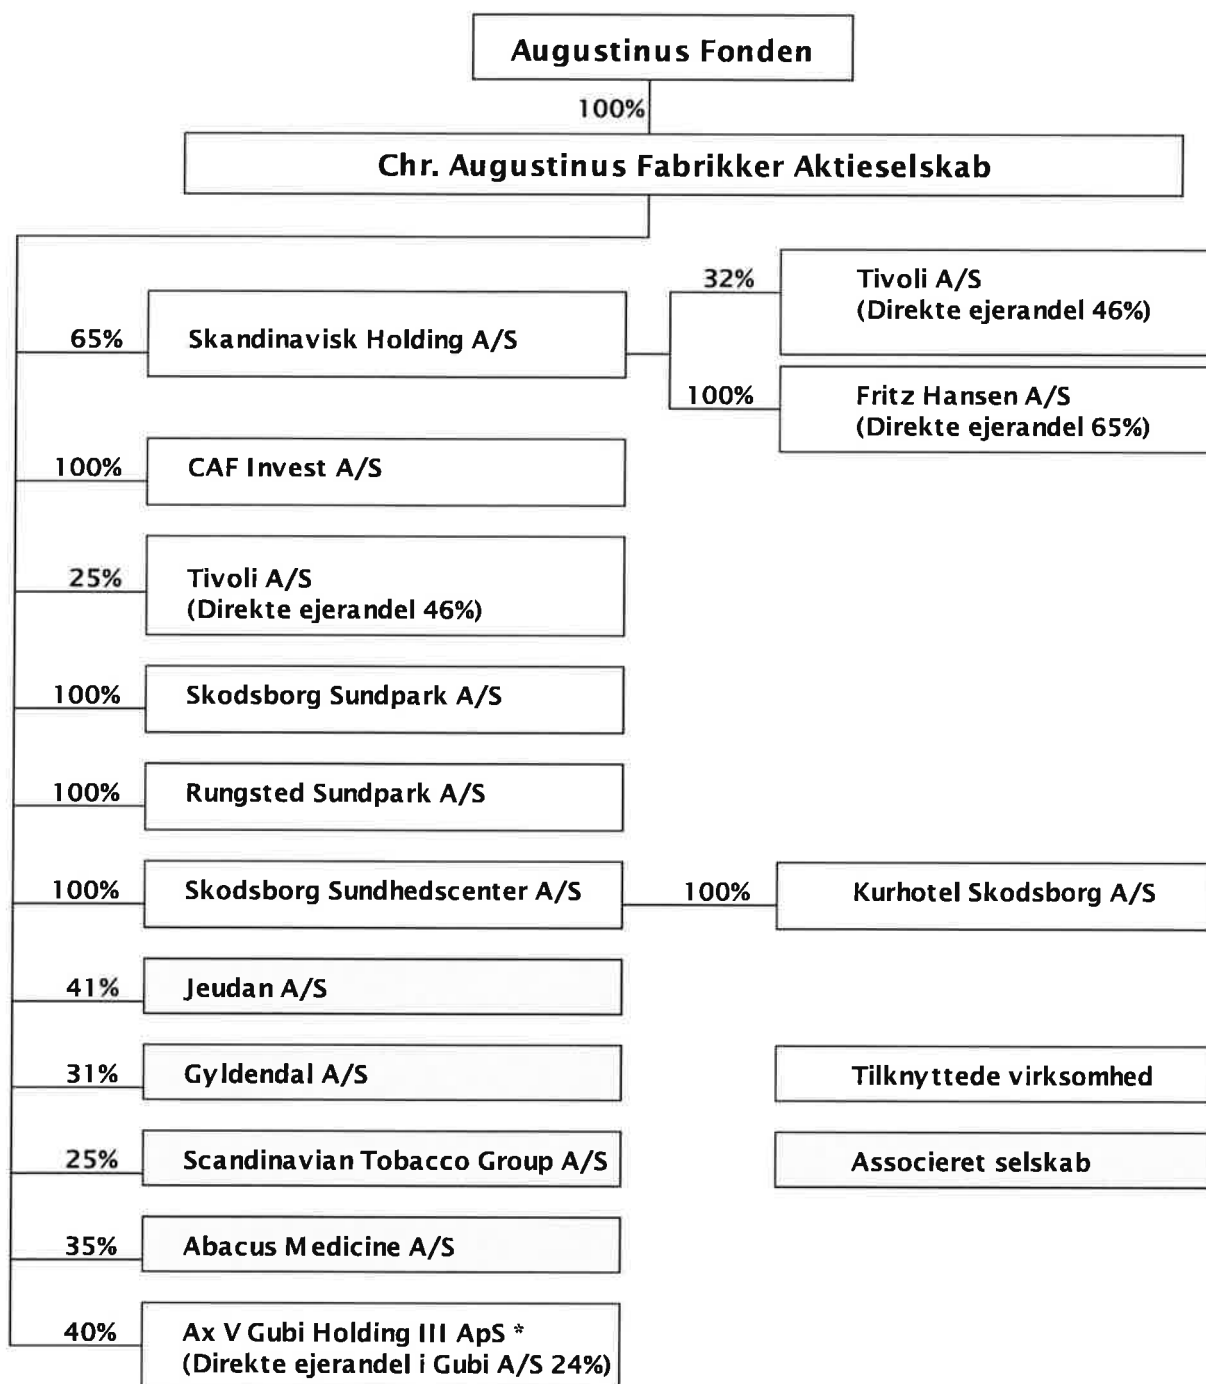 Augustinus Fonden
100%
Chr. Augustinus Fabrikker Aktieselskab
65%
Skandinavisk Holding A/S
32%
Tivoli A/S
(Direkte ejerandel 46%)
100%
Fritz Hansen A/S
(Direkte ejerandel 65%)
100%
CAF Invest A/S
25%
Tivoli A/S
(Direkte ejerandel 46%)
100%
Skodsborg Sundpark A/S
100%
Rungsted Sundpark A/S
100%
Skodsborg Sundhedscenter A/S
100%
Kurhotel Skodsborg A/S
41%
Jeudan A/S
31%
Gyldendal A/S
Tilknyttede virksomhed
25%
Scandinavian Tobacco Group A/S
Associeret selskab
35%
Abacus Medicine A/S
40%
Ax V Gubi Holding III ApS *
(Direkte ejerandel i Gubi A/S 24%)